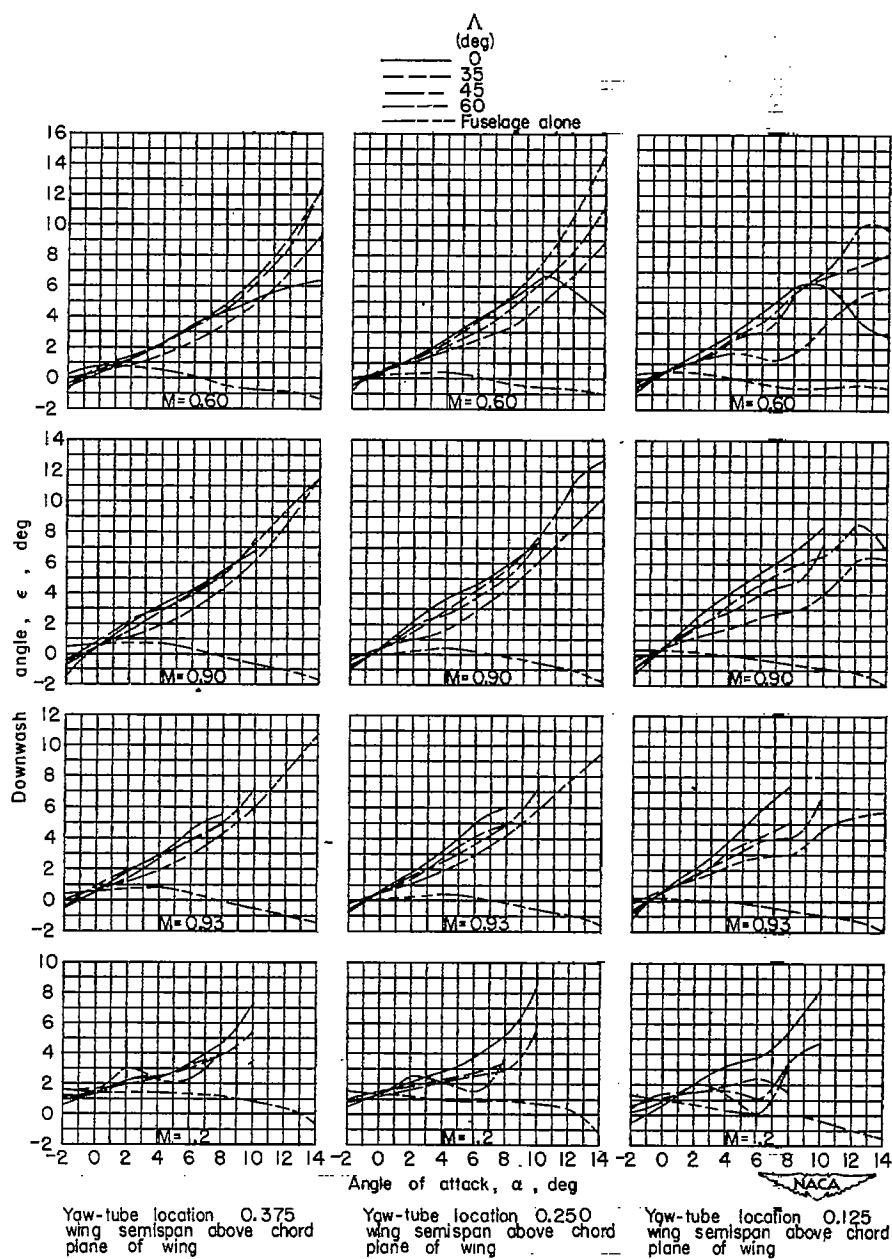 Λ
(deg)
0
35
45
60
Fuselage alone
16
14
12
10
8
6
4
2
0
-2
M=0.60
M=0.60
M=0.60
14
12
10
8
6
4
2
0
-2
M=0.90
M=0.90
M=0.90
12
10
8
6
4
2
0
-2
M=0.93
M=0.93
M=0.93
10
8
6
4
2
0
-2
M=1.2
M=1.2
M=1.2
Downwash angle, ϵ, deg
-2 0 2 4 6 8 10 12 14
-2 0 2 4 6 8 10 12 14
-2 0 2 4 6 8 10 12 14
Angle of attack, α, deg
NACA
Yaw-tube location 0.375
wing semispan above chord
plane of wing
Yaw-tube location 0.250
wing semispan above chord
plane of wing
Yaw-tube location 0.125
wing semispan above chord
plane of wing